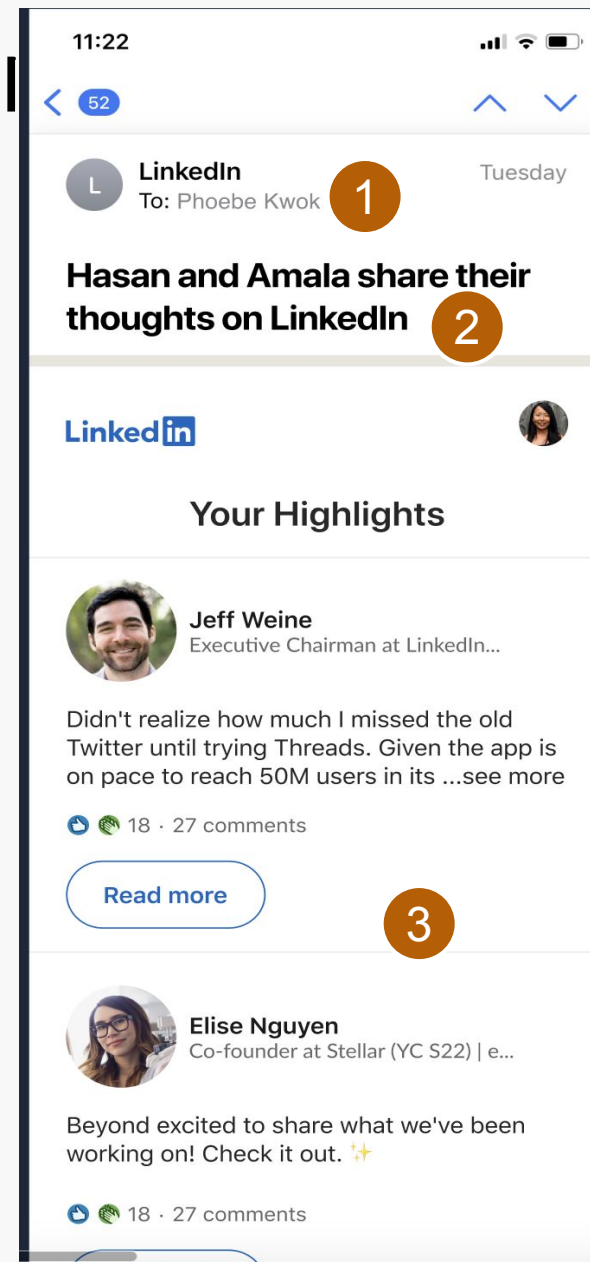 11:22
52
L
LinkedIn
Tuesday
To: Phoebe Kwok
1
Hasan and Amala share their
thoughts on LinkedIn
2
Linked in
Your Highlights
Jeff Weine
Executive Chairman at LinkedIn...
Didn't realize how much I missed the old
Twitter until trying Threads. Given the app is
on pace to reach 50M users in its ...see more
18 · 27 comments
Read more
3
Elise Nguyen
Co-founder at Stellar (YC S22) | e...
Beyond excited to share what we've been
working on! Check it out. ✨
18 · 27 comments